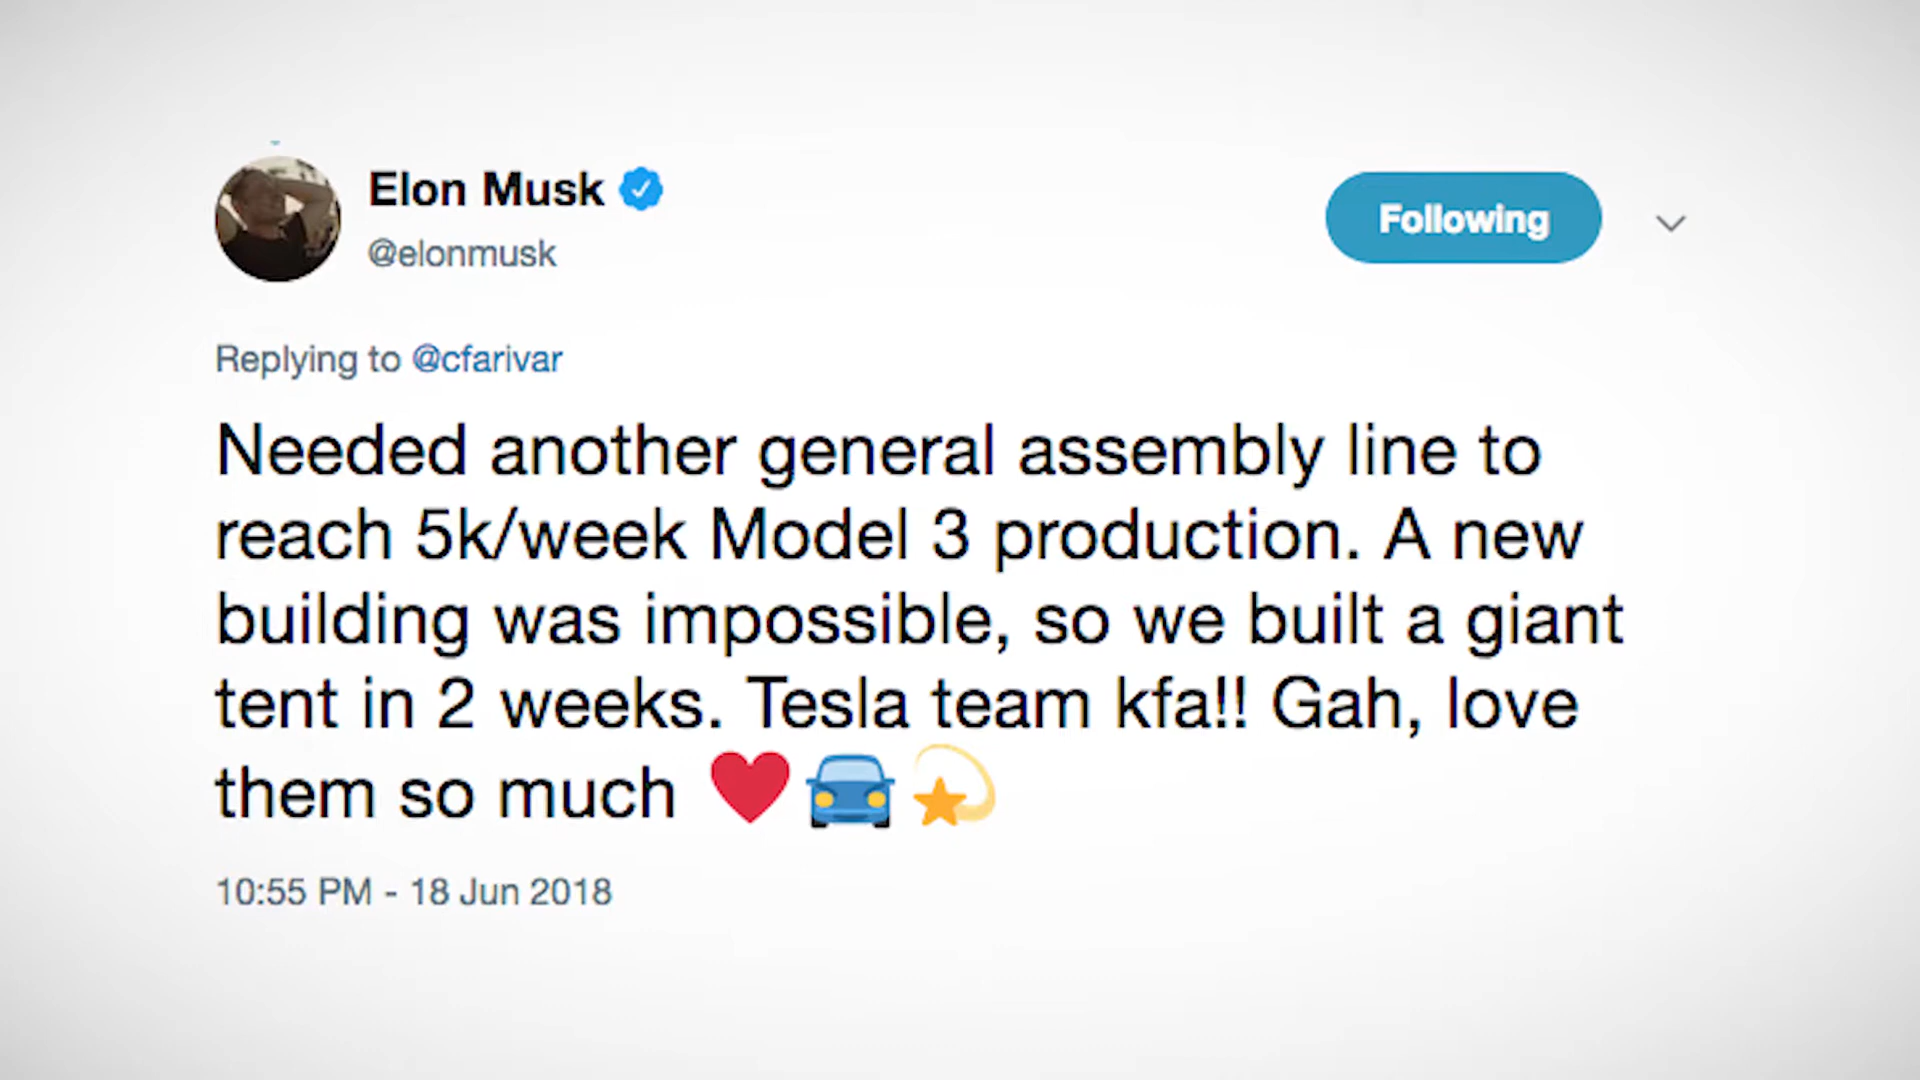 Elon Musk
@elonmusk
Following
Replying to @cfarivar
Needed another general assembly line to
reach 5k/week Model 3 production. A new
building was impossible, so we built a giant
tent in 2 weeks. Tesla team kfa!! Gah, love
them so much ❤️🚘💫
10:55 PM - 18 Jun 2018